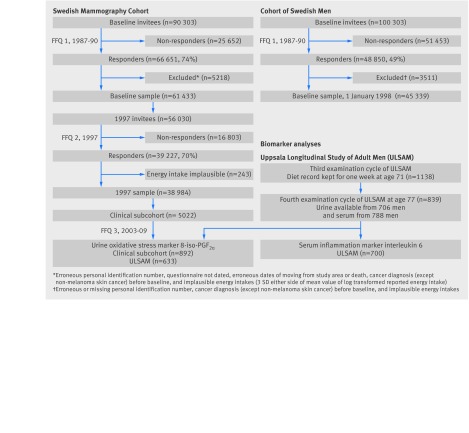 Swedish Mammography Cohort
Baseline invitees (n=90 303)
FFQ 1, 1987-90
Non-responders (n=25 652)
Responders (n=66 651, 74%)
Excluded* (n=5218)
Baseline sample (n=61 433)
1997 invitees (n=56 030)
FFQ 2, 1997
Non-responders (n=16 803)
Responders (n=39 227, 70%)
Energy intake implausible (n=243)
1997 sample (n=38 984)
Clinical subcohort (n= 5022)
FFQ 3, 2003-09
Urine oxidative stress marker 8-iso-PGF2α
Clinical subcohort (n=892)
ULSAM (n=633)
Cohort of Swedish Men
Baseline invitees (n=100 303)
FFQ 1, 1987-90
Non-responders (n=51 453)
Responders (n=48 850, 49%)
Excluded† (n=3511)
Baseline sample, 1 January 1998 (n=45 339)
Biomarker analyses
Uppsala Longitudinal Study of Adult Men (ULSAM)
Third examination cycle of ULSAM
Diet record kept for one week at age 71 (n=1138)
Fourth examination cycle of ULSAM at age 77 (n=839)
Urine available from 706 men
and serum from 788 men
Serum inflammation marker interleukin 6
ULSAM (n=700)
*Erroneous personal identification number, questionnaire not dated, erroneous dates of moving from study area or death, cancer diagnosis (except
non-melanoma skin cancer) before baseline, and implausible energy intakes (3 SD either side of mean value of log transformed reported energy intake)
†Erroneous or missing personal identification number, cancer diagnosis (except non-melanoma skin cancer) before baseline, and implausible energy intakes